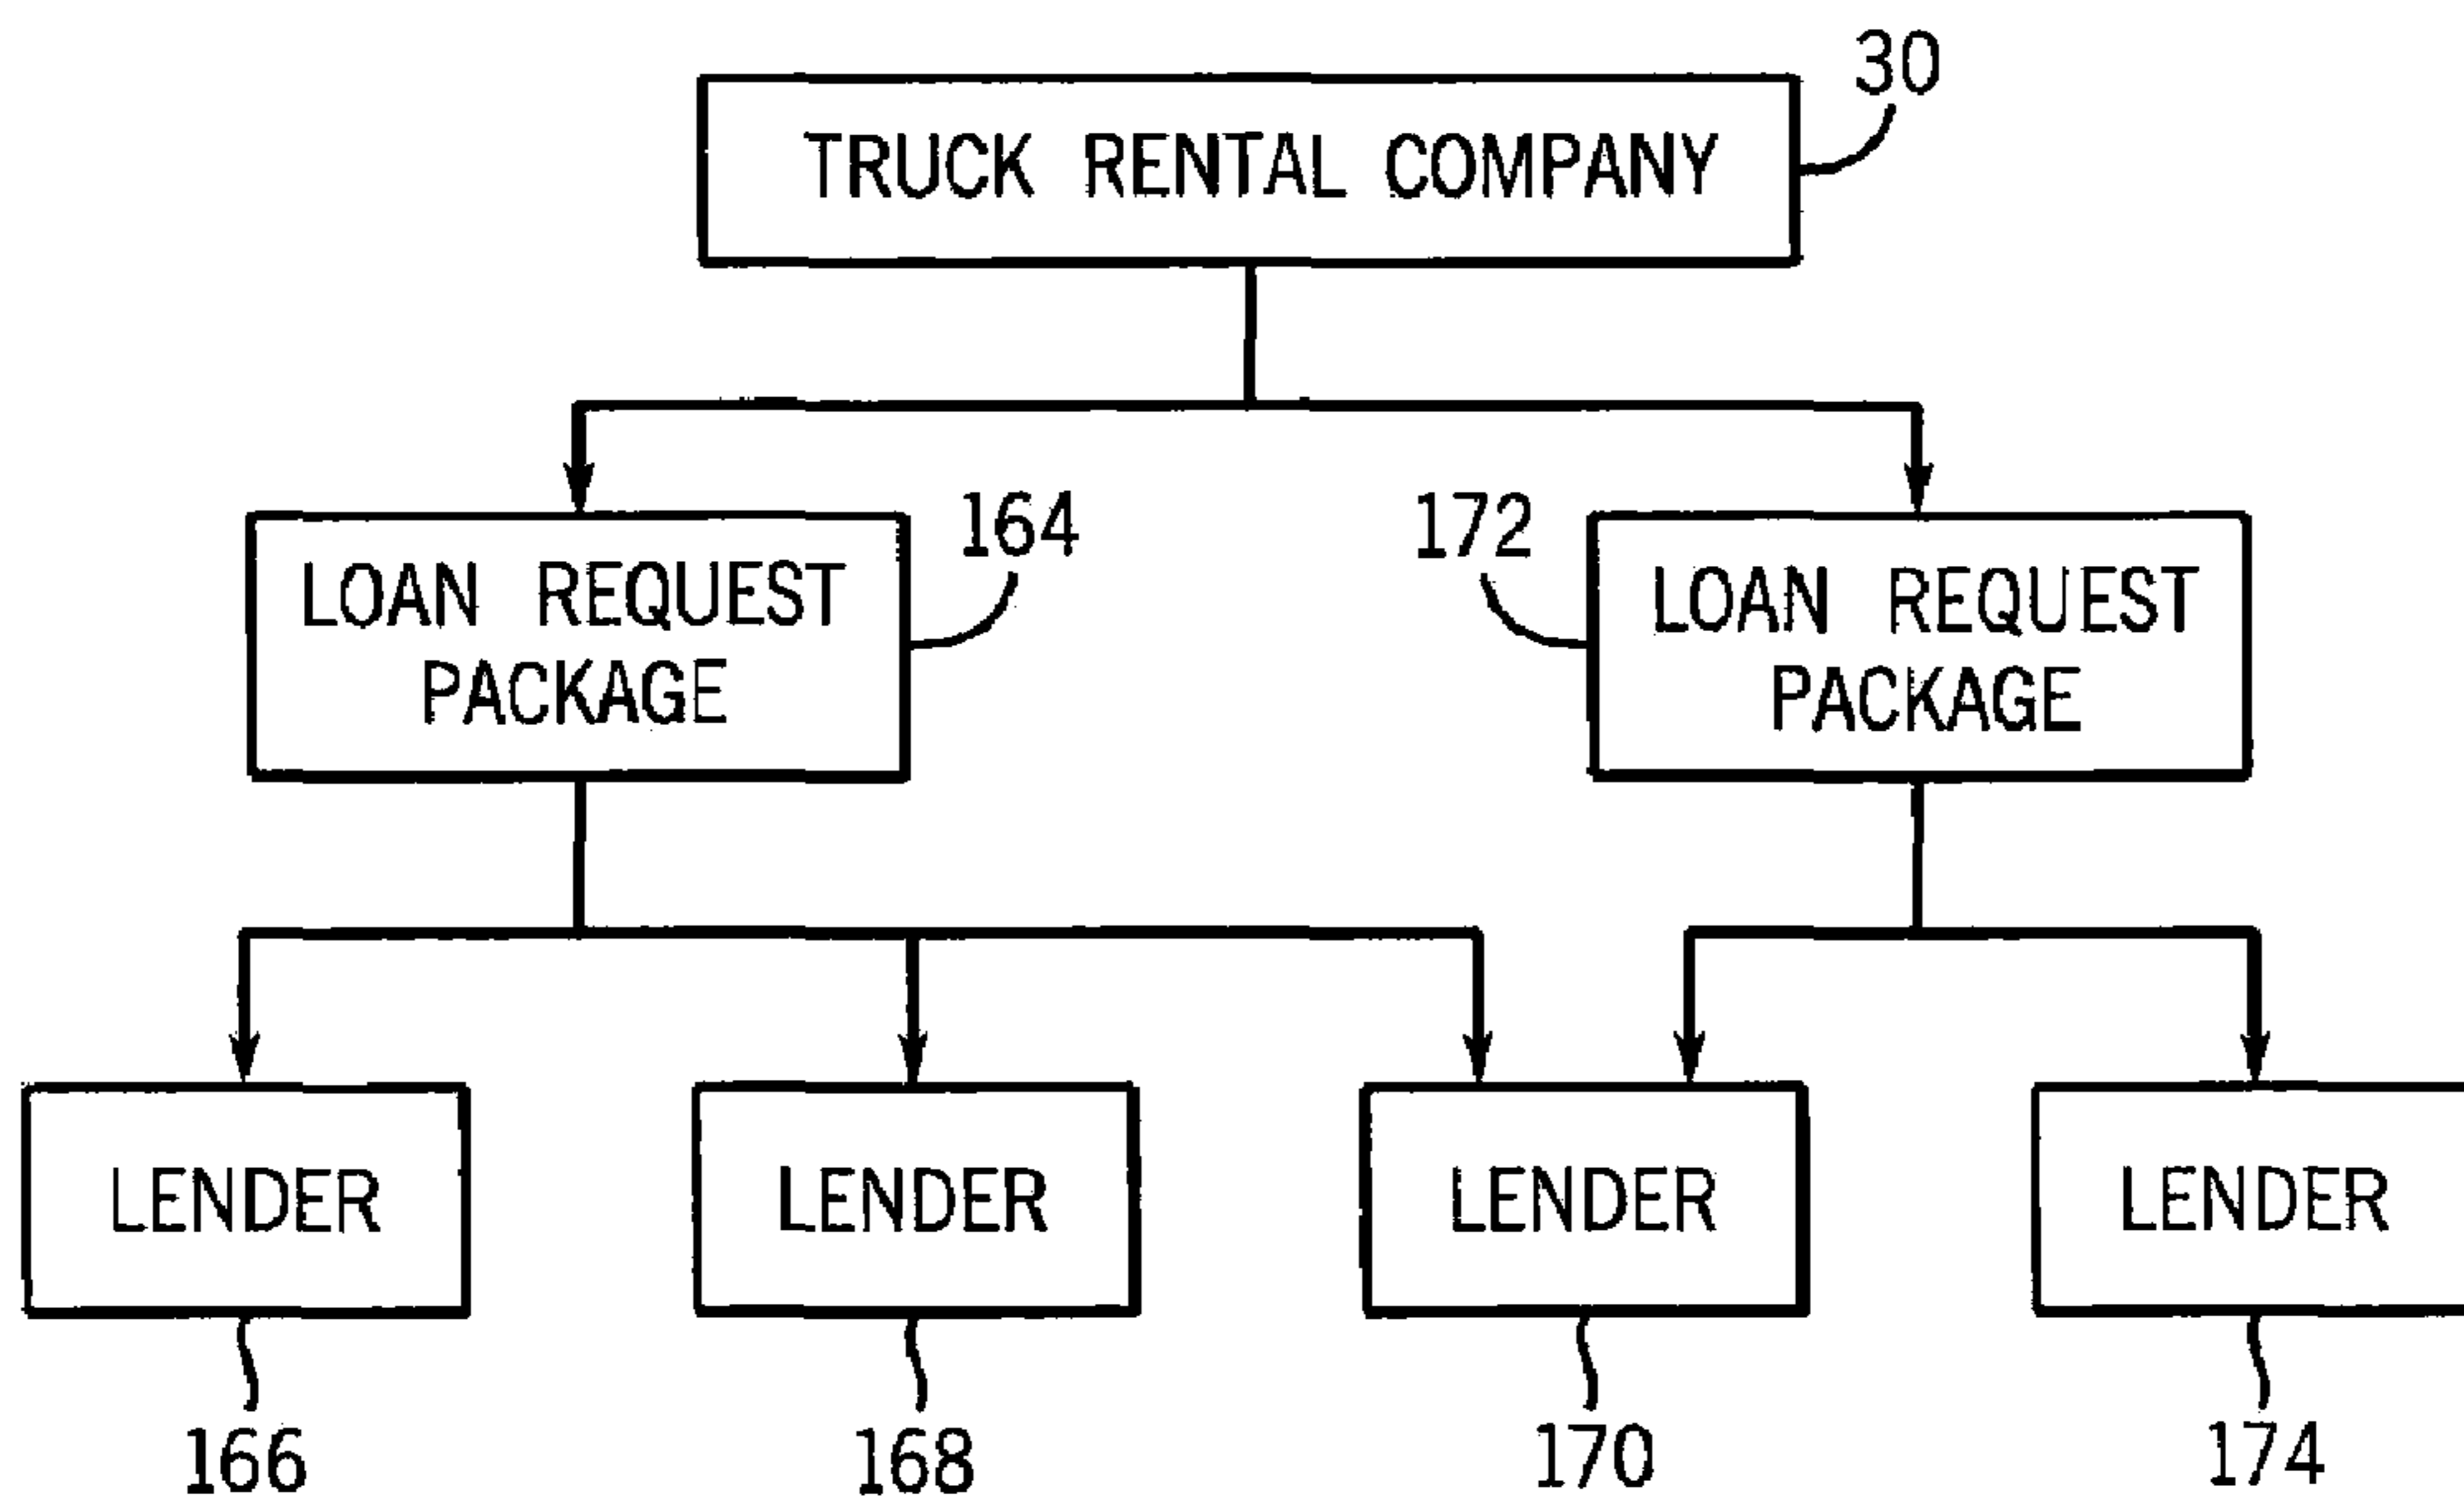 30
TRUCK RENTAL COMPANY
164
172
LOAN REQUEST
PACKAGE
LOAN REQUEST
PACKAGE
LENDER
LENDER
LENDER
LENDER
166
168
170
174